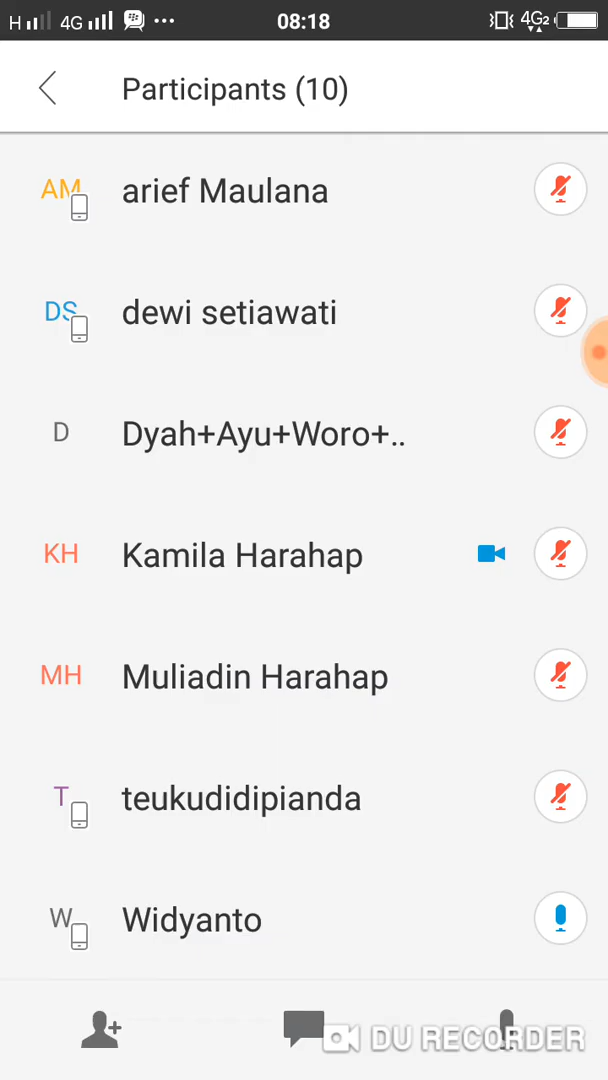 H 4G 08:18 4G2
Participants (10)
AM arief Maulana
DS dewi setiawati
D Dyah+Ayu+Woro+..
KH Kamila Harahap
MH Muliadin Harahap
T teukudidipianda
W Widyanto
DU RECORDER